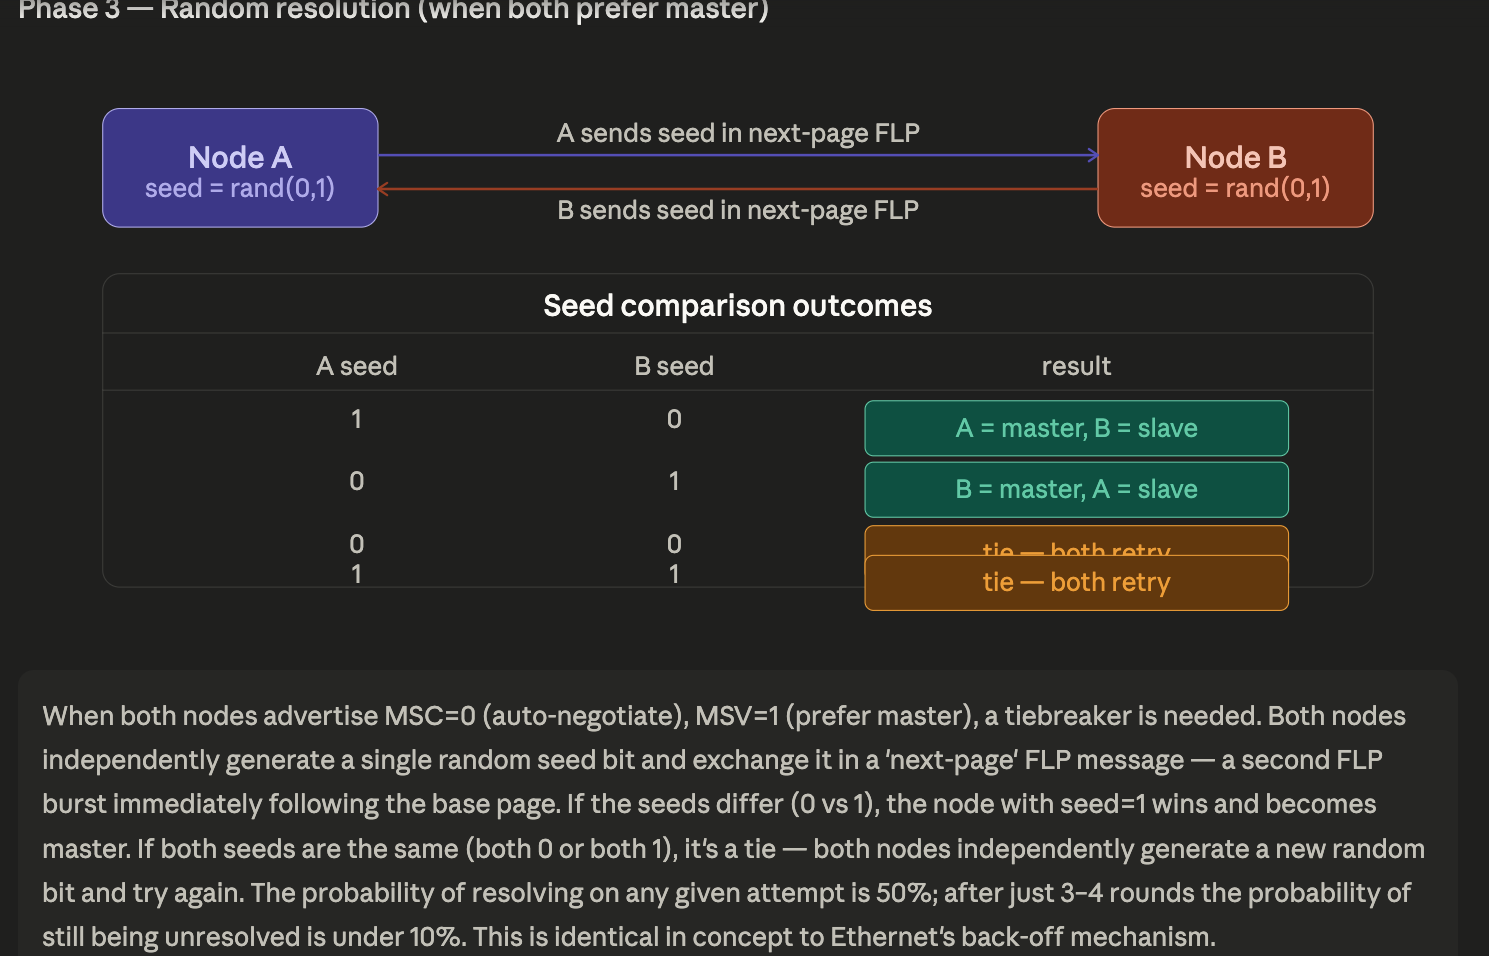 Phase 3 — Random resolution (when both prefer master)
A sends seed in next-page FLP
Node A
seed = rand(0,1)
Node B
seed = rand(0,1)
B sends seed in next-page FLP
Seed comparison outcomes
A seed B seed result
1 0 A = master, B = slave
0 1 B = master, A = slave
0 0 tie — both retry
1 1 tie — both retry
When both nodes advertise MSC=0 (auto-negotiate), MSV=1 (prefer master), a tiebreaker is needed. Both nodes
independently generate a single random seed bit and exchange it in a 'next-page' FLP message — a second FLP
burst immediately following the base page. If the seeds differ (0 vs 1), the node with seed=1 wins and becomes
master. If both seeds are the same (both 0 or both 1), it's a tie — both nodes independently generate a new random
bit and try again. The probability of resolving on any given attempt is 50%; after just 3–4 rounds the probability of
still being unresolved is under 10%. This is identical in concept to Ethernet's back-off mechanism.